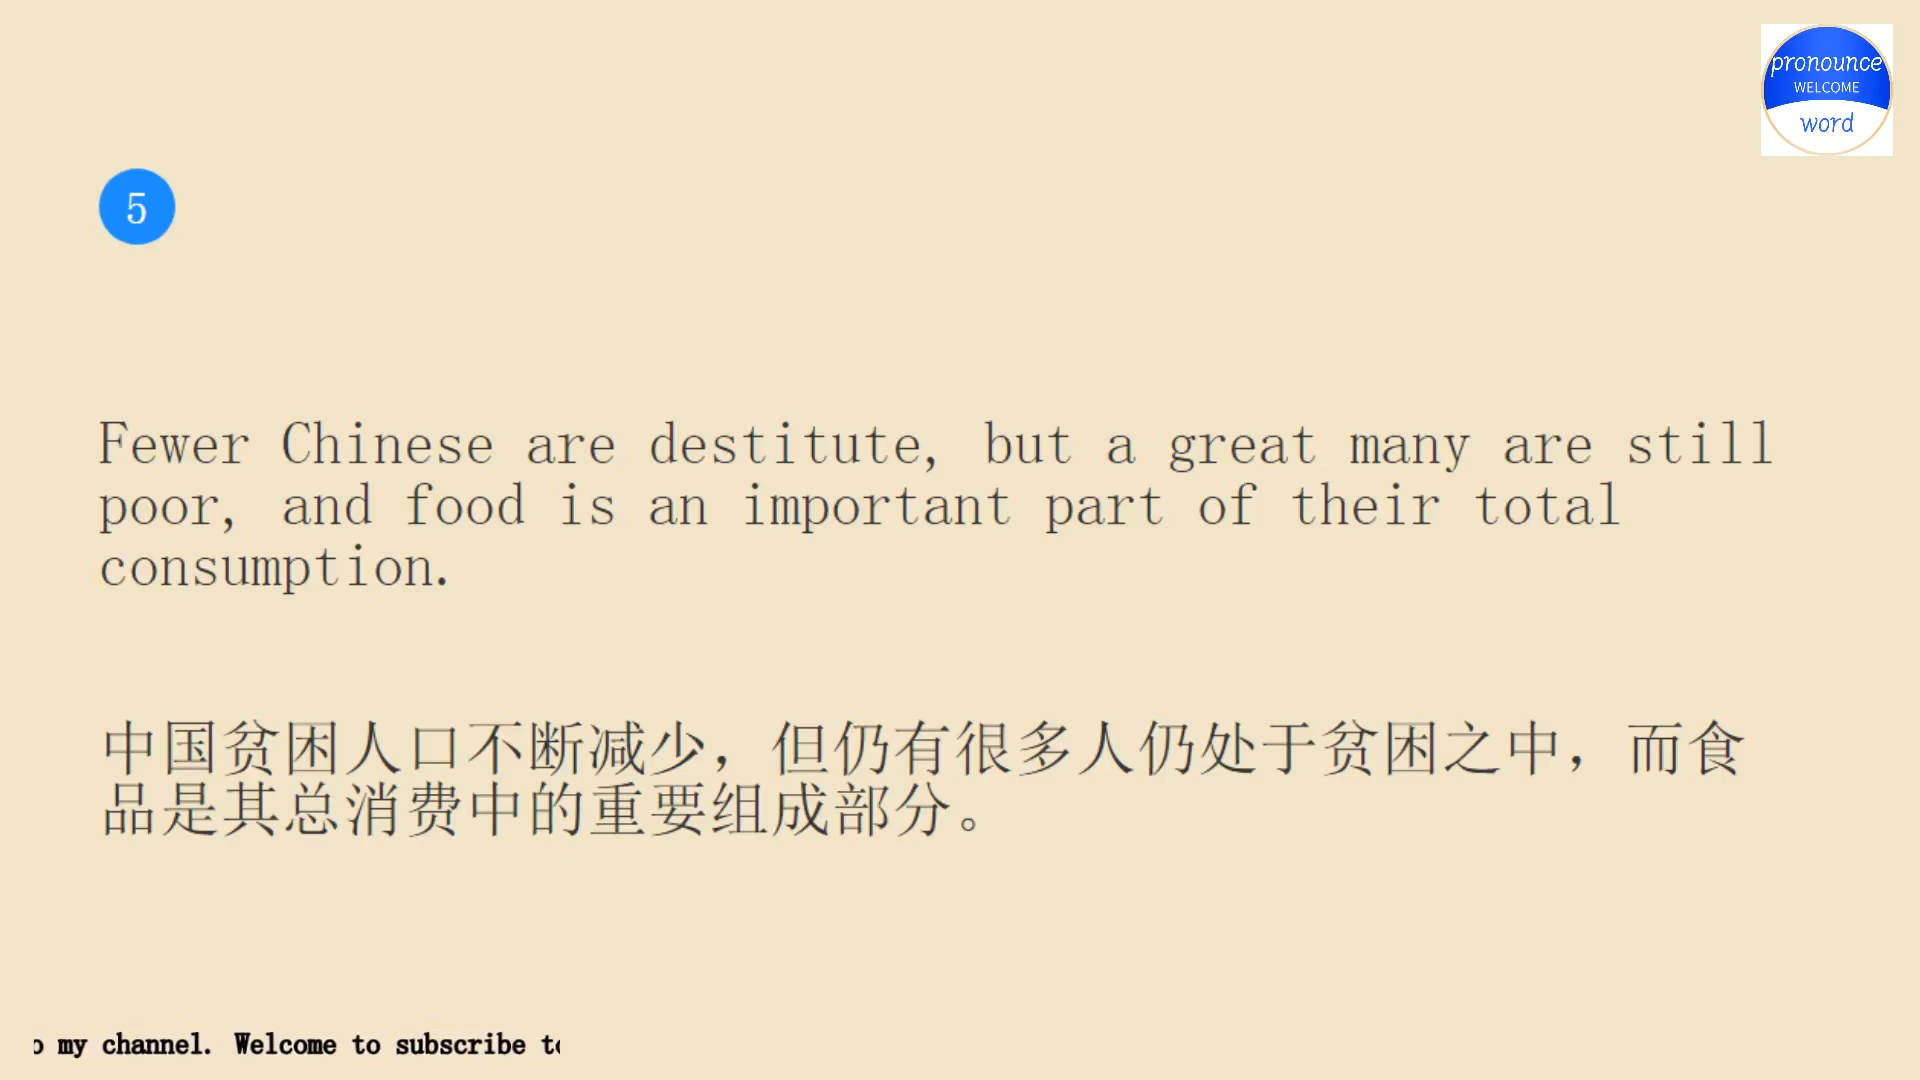 pronounce
WELCOME
word
5
Fewer Chinese are destitute, but a great many are still
poor, and food is an important part of their total
consumption.
中国贫困人口不断减少，但仍有很多人仍处于贫困之中，而食
品是其总消费中的重要组成部分。
my channel. Welcome to subscribe to